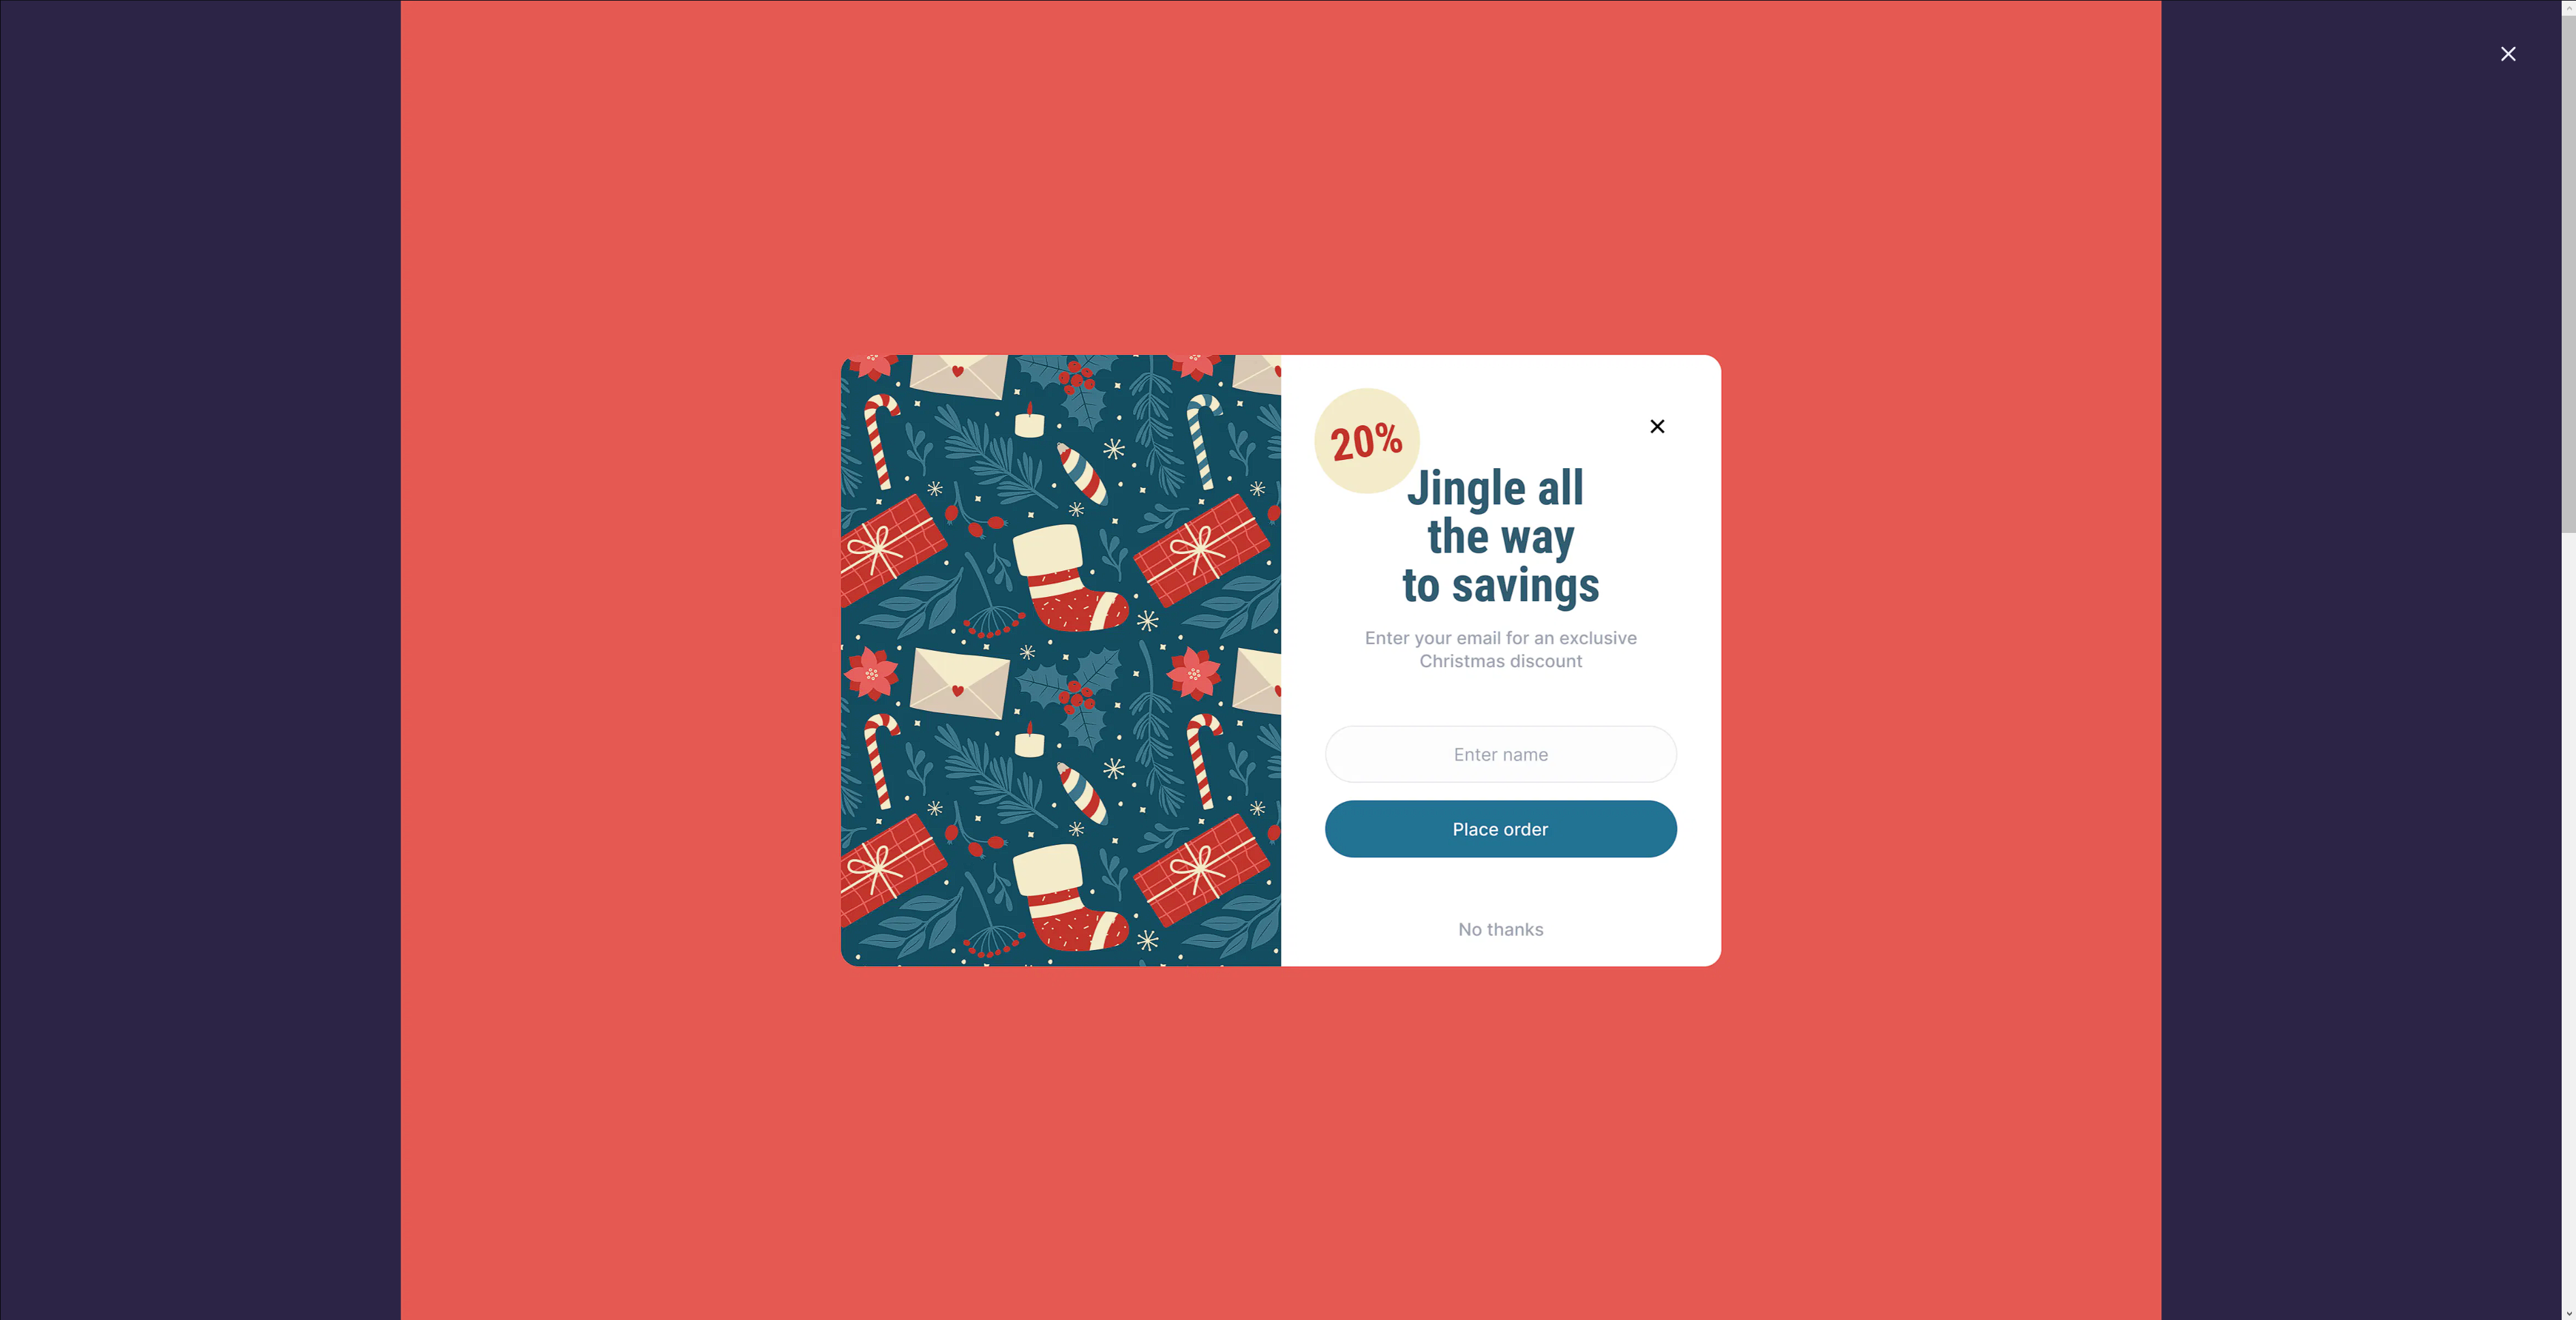 20%
Jingle all
the way
to savings
Enter your email for an exclusive
Christmas discount
Enter name
Place order
No thanks